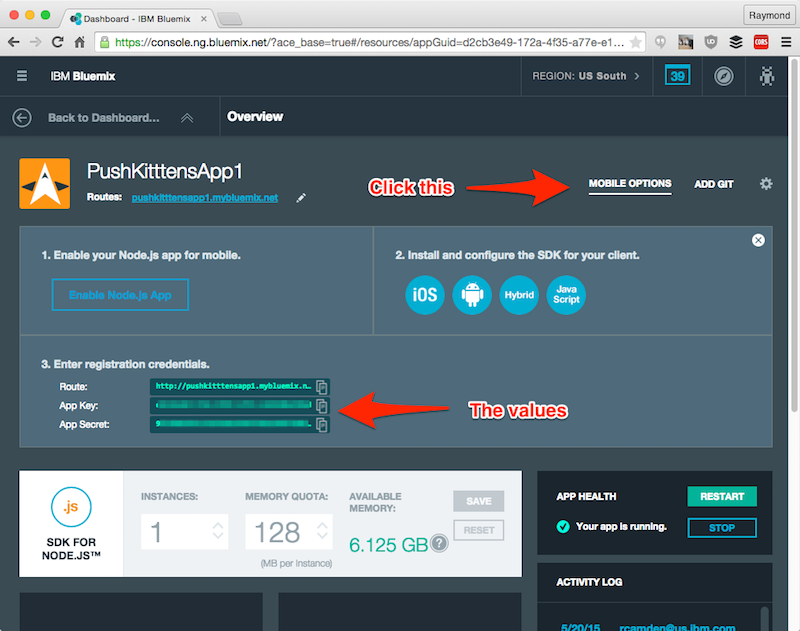 Dashboard - IBM Bluemix
Raymond
https://console.ng.bluemix.net/?ace_base=true#/resources/appGuid=d2cb3e49-172a-4f35-a77e-e1...
CORS
IBM Bluemix
REGION: US South
39
Back to Dashboard...
Overview
PushKitttensApp1
Routes: pushkitttensapp1.mybluemix.net
Click this
MOBILE OPTIONS
ADD GIT
1. Enable your Node.js app for mobile.
Enable Node.js App
2. Install and configure the SDK for your client.
iOS
Hybrid
Java
Script
3. Enter registration credentials.
Route: http://pushkitttensapp1.mybluemix.n...
App Key:
App Secret: 9
The values
.js
SDK FOR
NODE.JS™
INSTANCES:
1
MEMORY QUOTA:
128
(MB per Instance)
AVAILABLE
MEMORY:
6.125 GB
?
SAVE
RESET
APP HEALTH
RESTART
Your app is running.
STOP
ACTIVITY LOG
5/20/15 rcamden@us.ibm.com